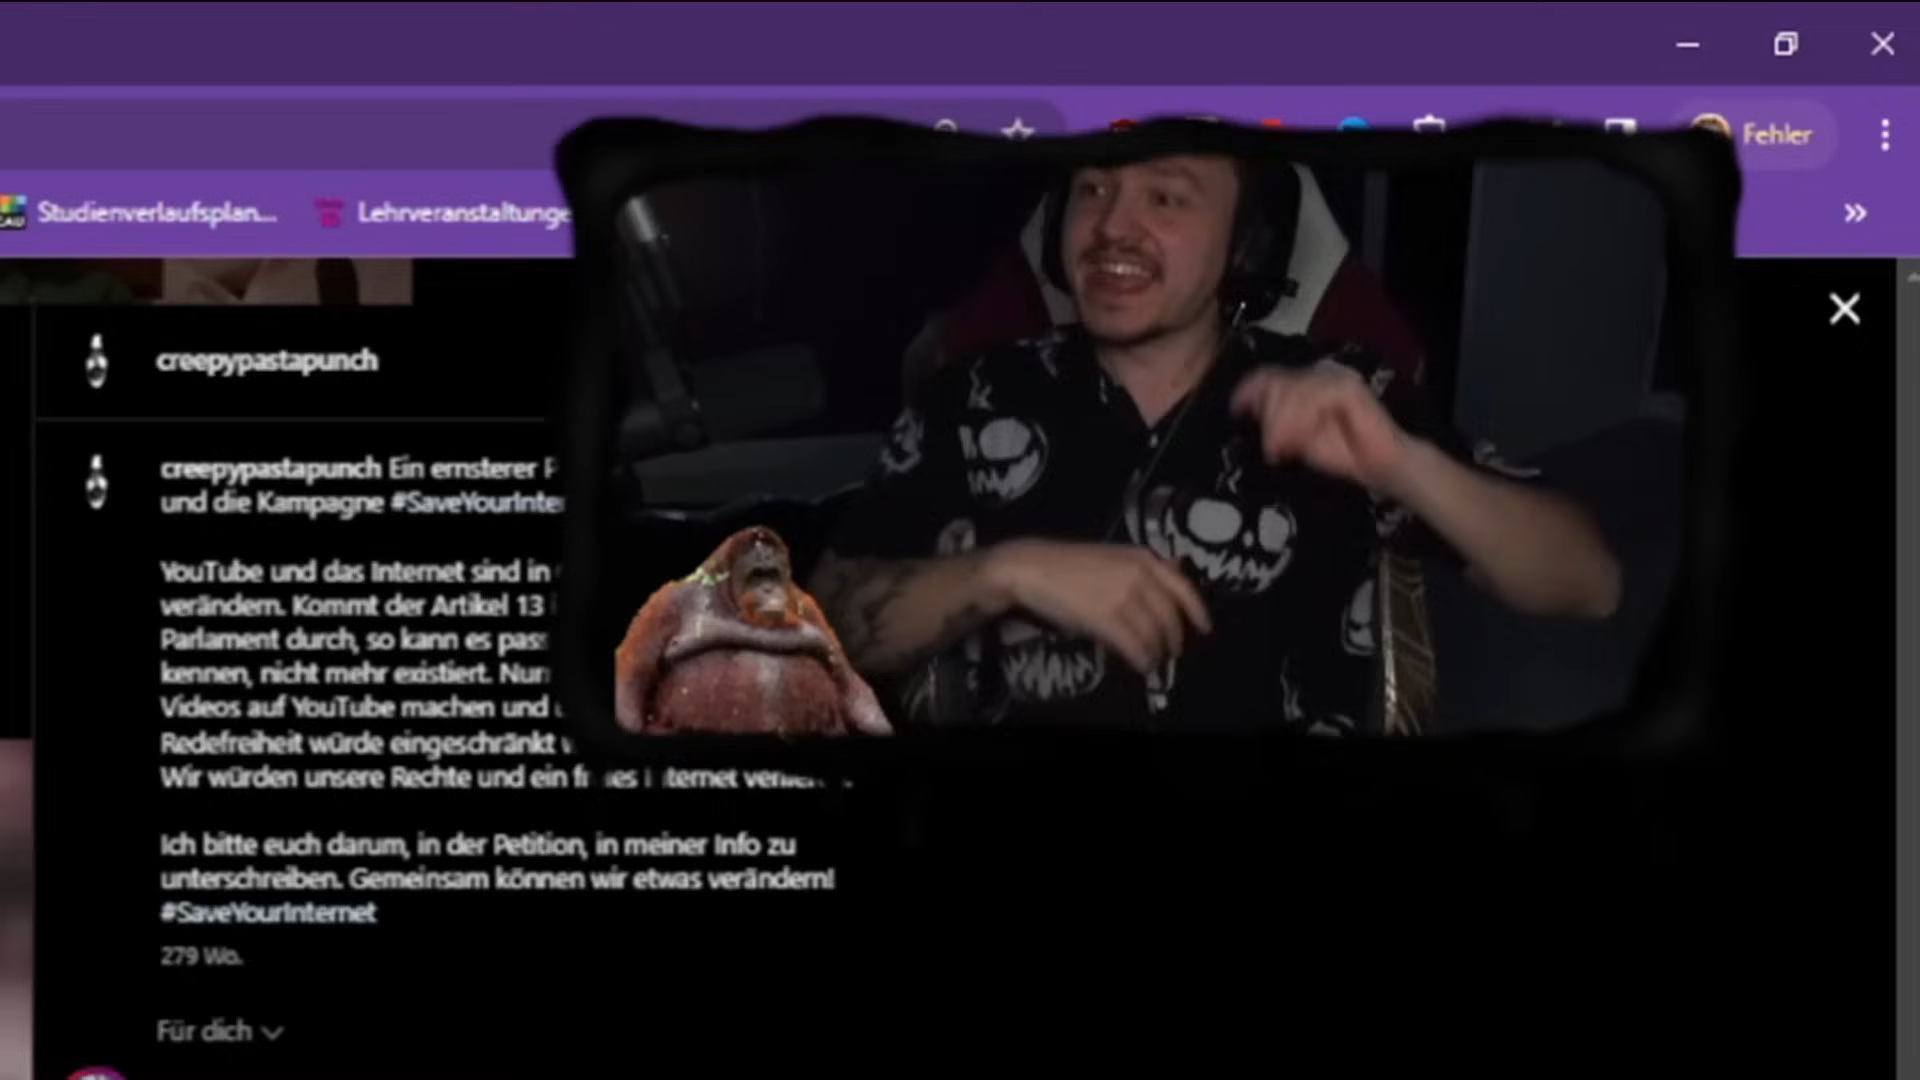 Fehler
Studienverlaufsplan...
Lehrveranstaltunge
creepypastapunch
creepypastapunch Ein ernsterer P
und die Kampagne #SaveYourInter
YouTube und das Internet sind in
verändern. Kommt der Artikel 13
Parlament durch, so kann es pass
kennen, nicht mehr existiert. Nur
Videos auf YouTube machen und
Redefreiheit würde eingeschränkt
Wir würden unsere Rechte und ein
Ich bitte euch darum, in der Petition, in meiner Info zu
unterschreiben. Gemeinsam können wir etwas verändern!
#SaveYourInternet
279 Wo.
Für dich